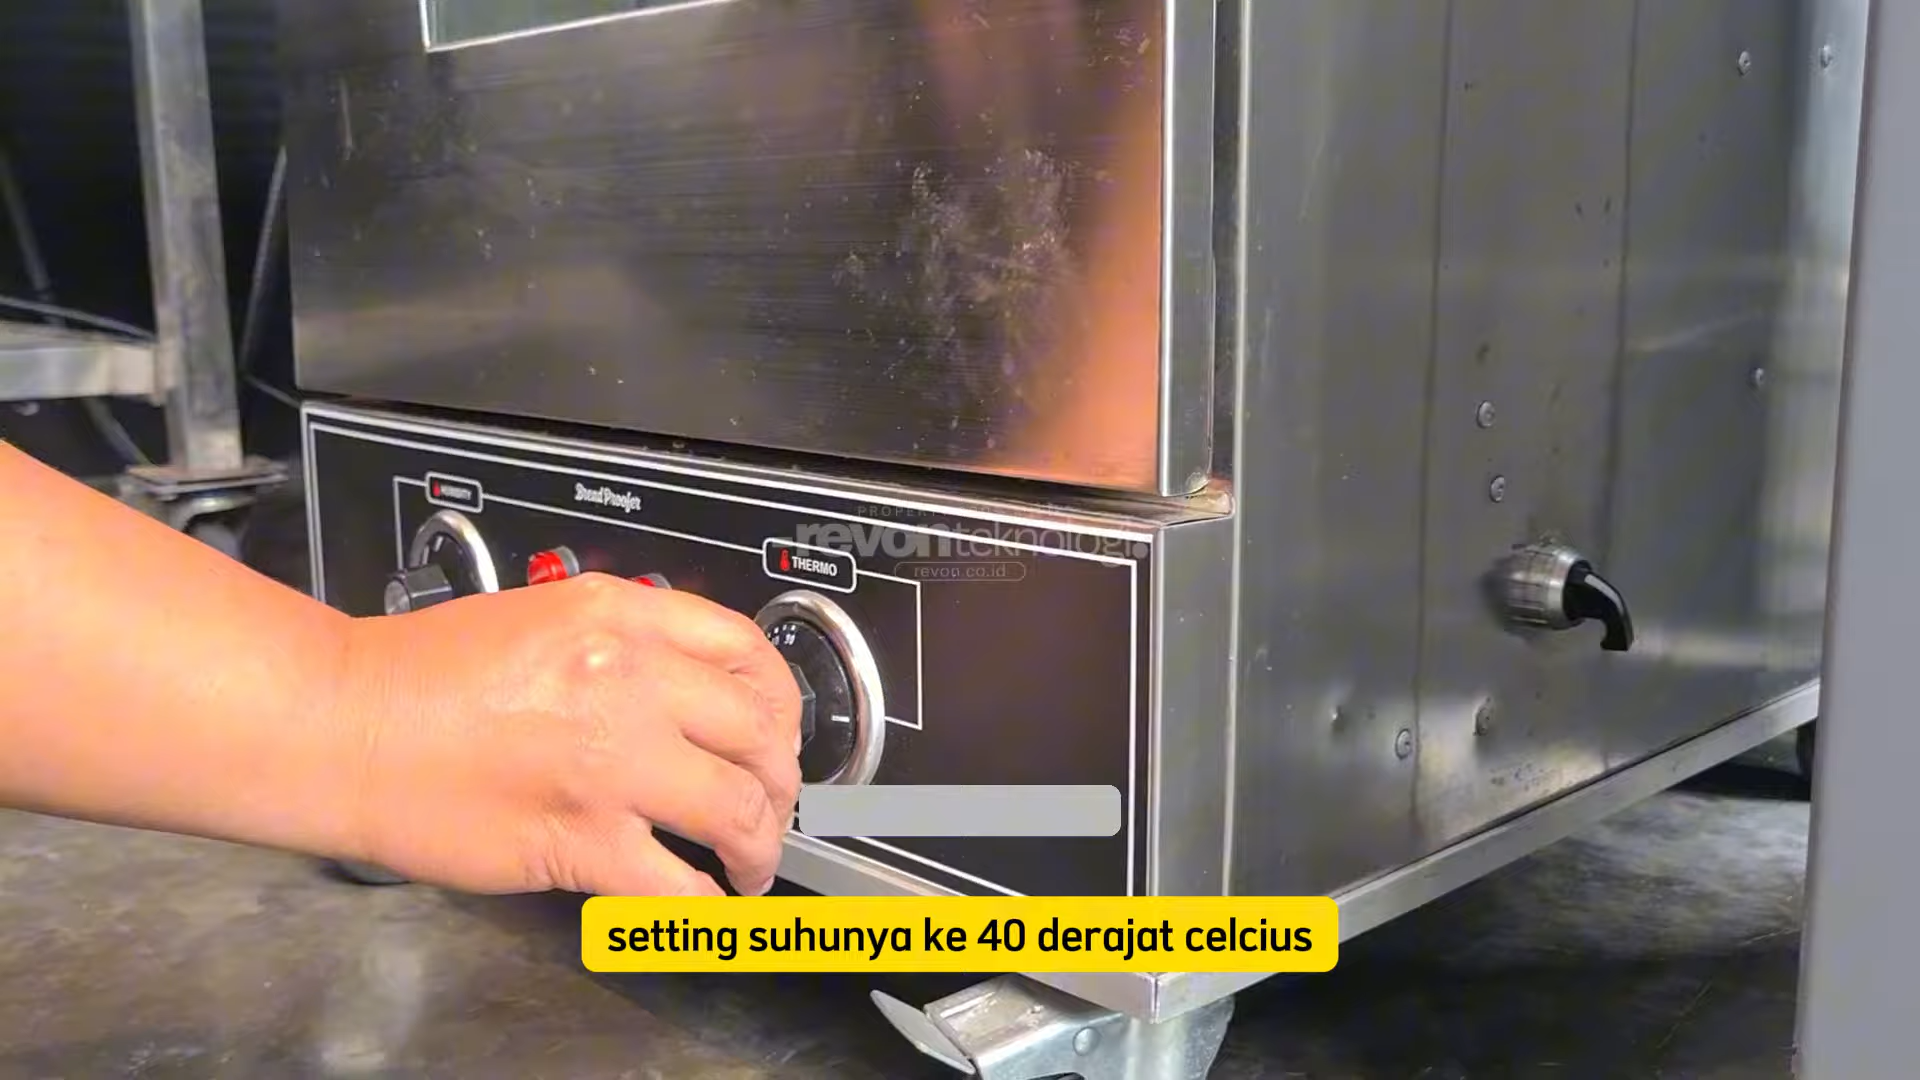 HUMIDITY
Bread Proofer
THERMO
revonteknologi.
revon.co.id
setting suhunya ke 40 derajat celcius